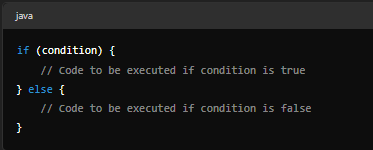 java
if (condition) {
    // Code to be executed if condition is true
} else {
    // Code to be executed if condition is false
}